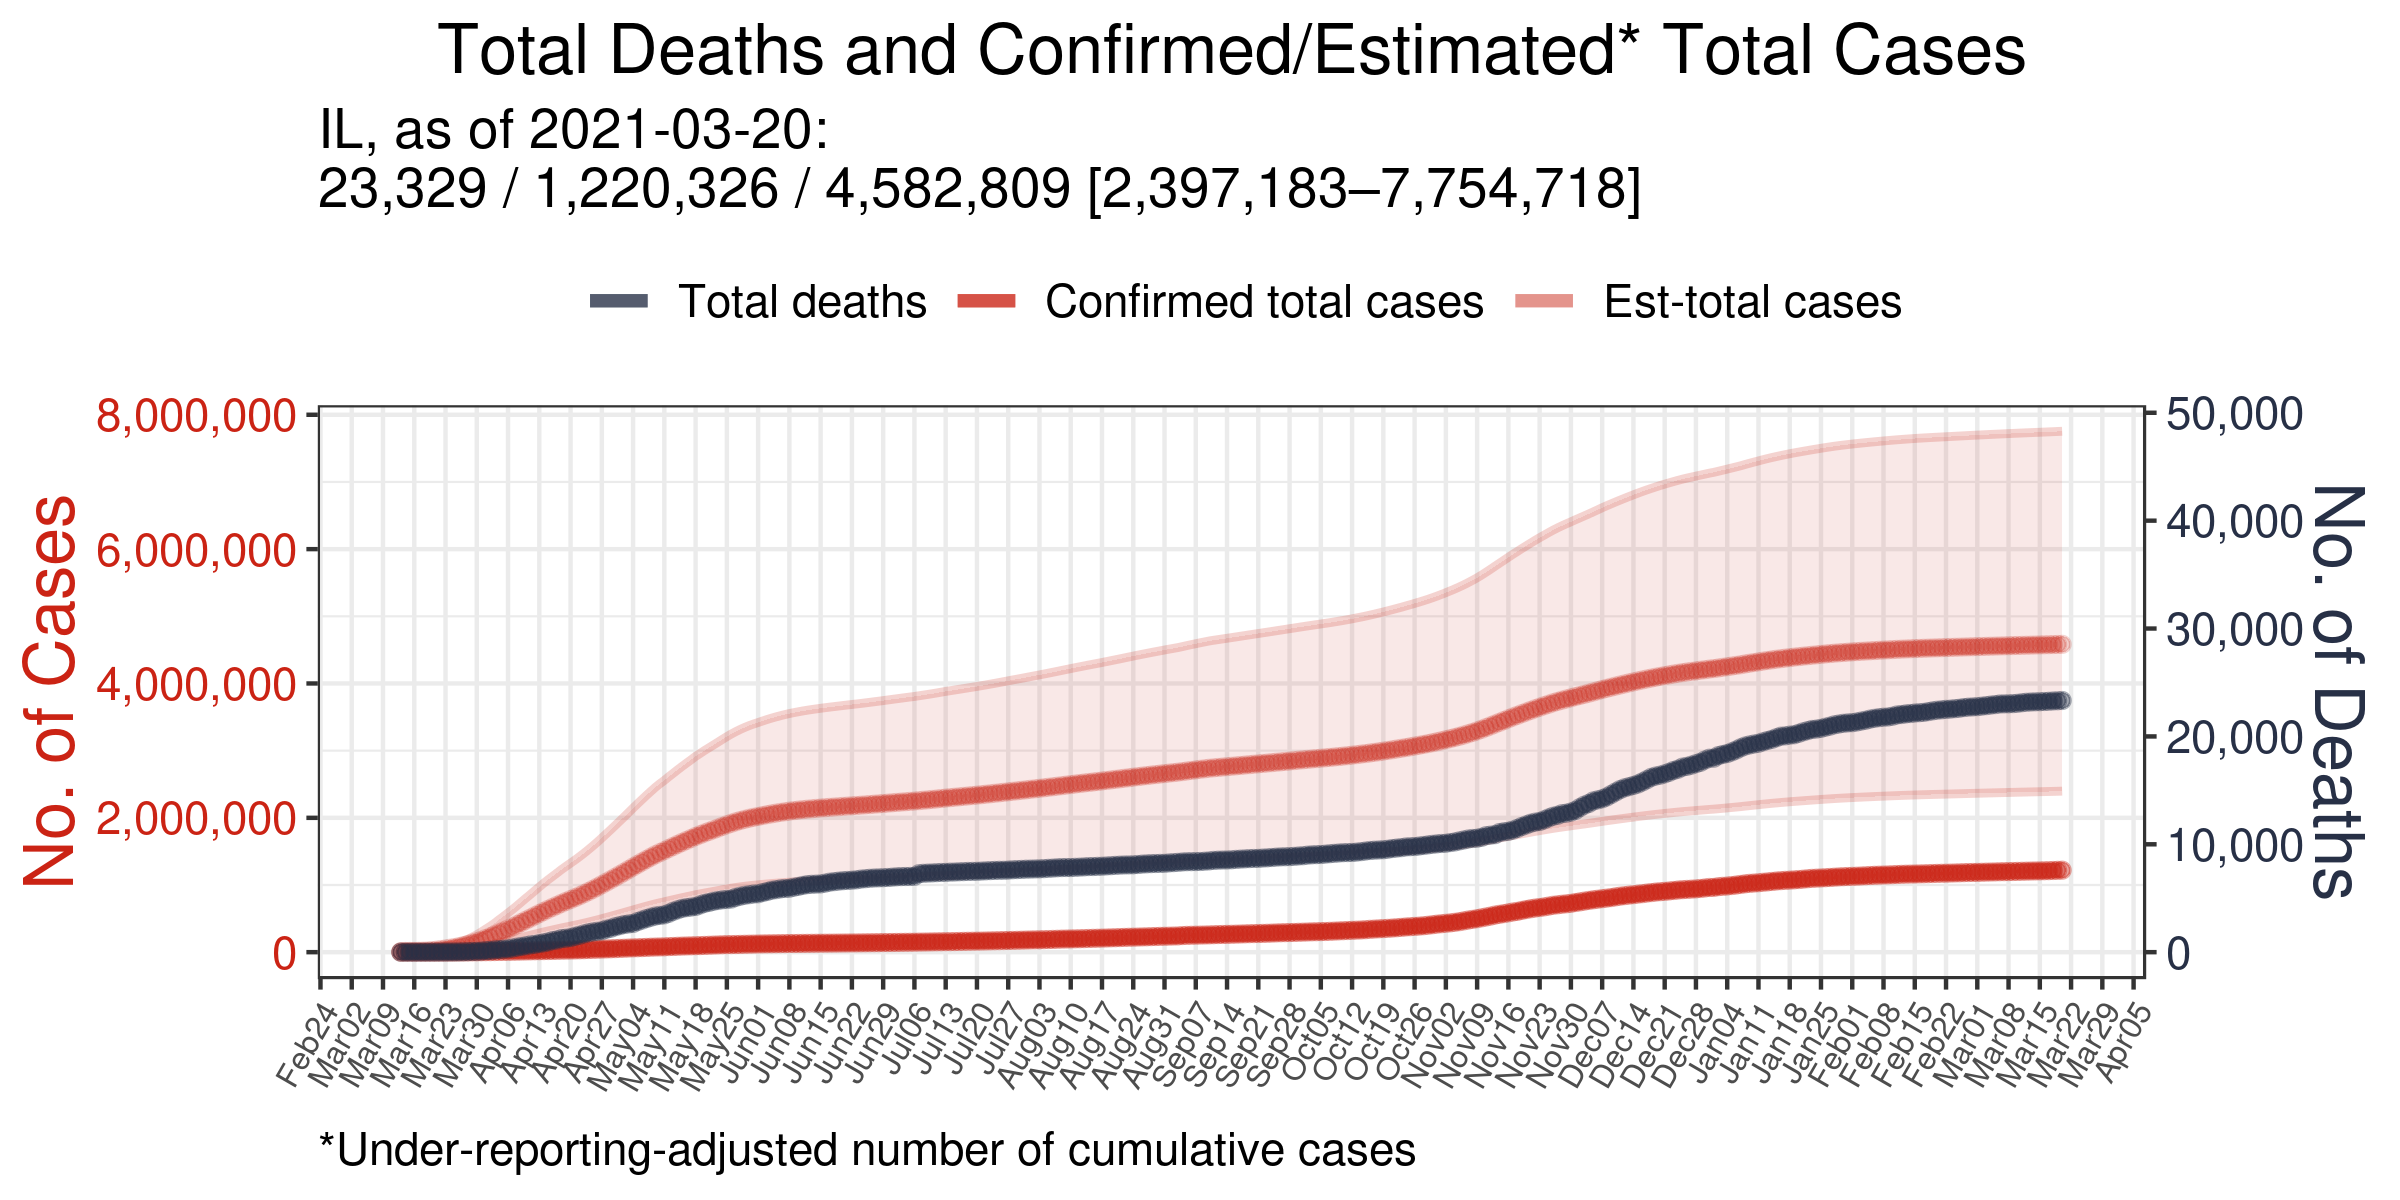 Total Deaths and Confirmed/Estimated* Total Cases
IL, as of 2021-03-20:
23,329 / 1,220,326 / 4,582,809 [2,397,183–7,754,718]
Total deaths
Confirmed total cases
Est-total cases
No. of Cases
8,000,000
6,000,000
4,000,000
2,000,000
0
50,000
40,000
30,000
20,000
10,000
0
No. of Deaths
Feb24
Mar02
Mar09
Mar16
Mar23
Mar30
Apr06
Apr13
Apr20
Apr27
May04
May11
May18
May25
Jun01
Jun08
Jun15
Jun22
Jun29
Jul06
Jul13
Jul20
Jul27
Aug03
Aug10
Aug17
Aug24
Aug31
Sep07
Sep14
Sep21
Sep28
Oct05
Oct12
Oct19
Oct26
Nov02
Nov09
Nov16
Nov23
Nov30
Dec07
Dec14
Dec21
Dec28
Jan04
Jan11
Jan18
Jan25
Feb01
Feb08
Feb15
Feb22
Mar01
Mar08
Mar15
Mar22
Mar29
Apr05
*Under-reporting-adjusted number of cumulative cases